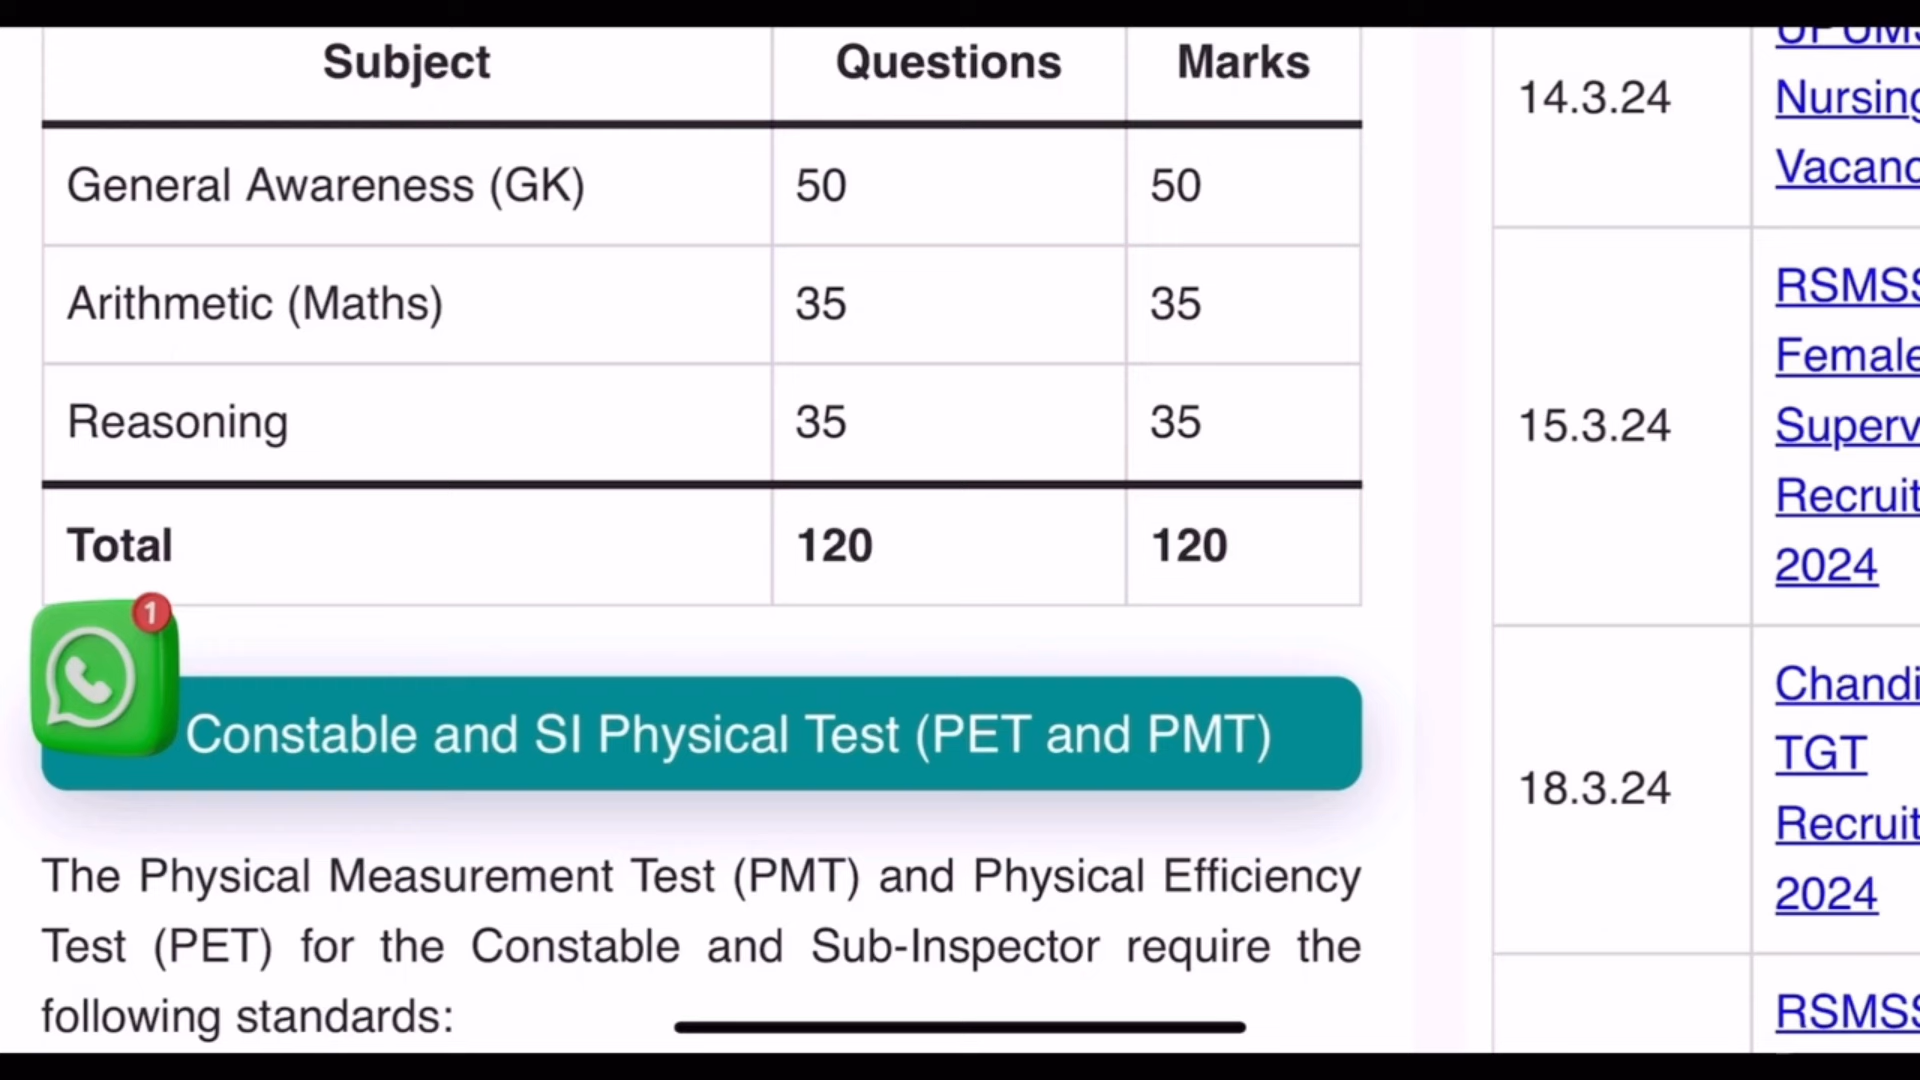 Subject Questions Marks
General Awareness (GK) 50 50
Arithmetic (Maths) 35 35
Reasoning 35 35
Total 120 120
1
Constable and SI Physical Test (PET and PMT)
The Physical Measurement Test (PMT) and Physical Efficiency
Test (PET) for the Constable and Sub-Inspector require the
following standards:
14.3.24
Nursing
15.3.24
Female
2024
18.3.24
TGT
2024